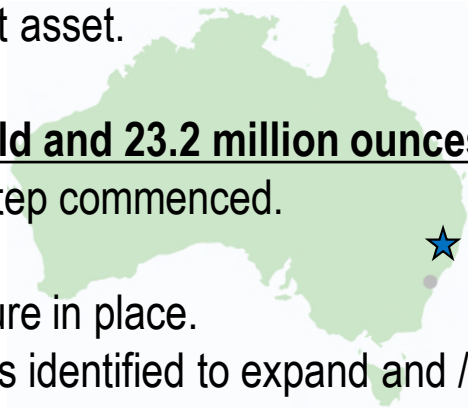 t asset.
ld and 23.2 million ounces
tep commenced.
ure in place.
s identified to expand and /